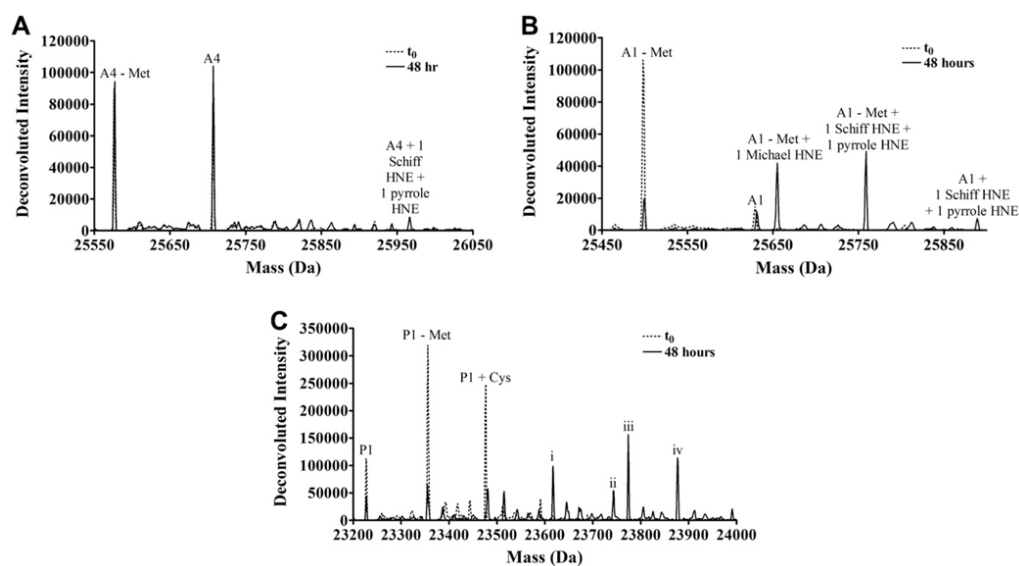 A
Deconvoluted Intensity
120000
100000
80000
60000
40000
20000
0
A4 - Met
A4
A4 + 1
Schiff
HNE +
1 pyrrole
HNE
t0
48 hr
25550
25650
25750
25850
25950
26050
Mass (Da)
B
Deconvoluted Intensity
120000
100000
80000
60000
40000
20000
0
A1 - Met
t0
48 hours
A1 - Met +
1 Michael HNE
A1 - Met +
1 Schiff HNE +
1 pyrrole HNE
A1
A1 +
1 Schiff HNE
+ 1 pyrrole HNE
25450
25550
25650
25750
25850
Mass (Da)
C
Deconvoluted Intensity
350000
300000
250000
200000
150000
100000
50000
0
P1 - Met
P1 + Cys
P1
t0
48 hours
i
ii
iii
iv
23200
23300
23400
23500
23600
23700
23800
23900
24000
Mass (Da)